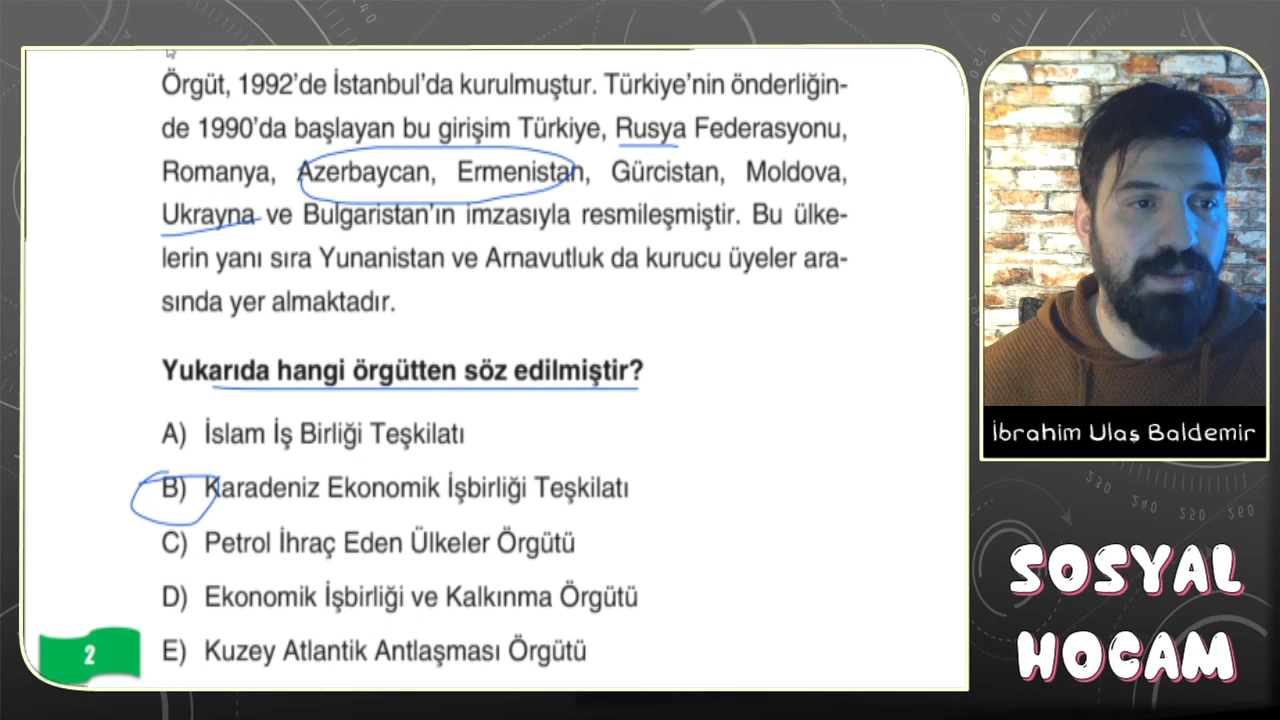 Örgüt, 1992’de İstanbul’da kurulmuştur. Türkiye’nin önderliğin-
de 1990’da başlayan bu girişim Türkiye, Rusya Federasyonu,
Romanya, Azerbaycan, Ermenistan, Gürcistan, Moldova,
Ukrayna ve Bulgaristan’ın imzasıyla resmileşmiştir. Bu ülke-
lerin yanı sıra Yunanistan ve Arnavutluk da kurucu üyeler ara-
sında yer almaktadır.
Yukarıda hangi örgütten söz edilmiştir?
A) İslam İş Birliği Teşkilatı
B) Karadeniz Ekonomik İşbirliği Teşkilatı
C) Petrol İhraç Eden Ülkeler Örgütü
D) Ekonomik İşbirliği ve Kalkınma Örgütü
E) Kuzey Atlantik Antlaşması Örgütü
2
İbrahim Ulaş Baldemir
SOSYAL
HOCAM
230 240 250 260